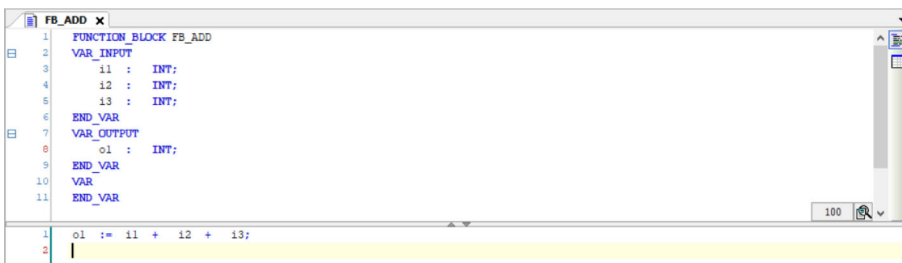 FB_ADD x
1 FUNCTION_BLOCK FB_ADD
2 VAR_INPUT
3 i1 : INT;
4 i2 : INT;
5 i3 : INT;
6 END_VAR
7 VAR_OUTPUT
8 o1 : INT;
9 END_VAR
10 VAR
11 END_VAR
100
1 o1 := i1 + i2 + i3;
2